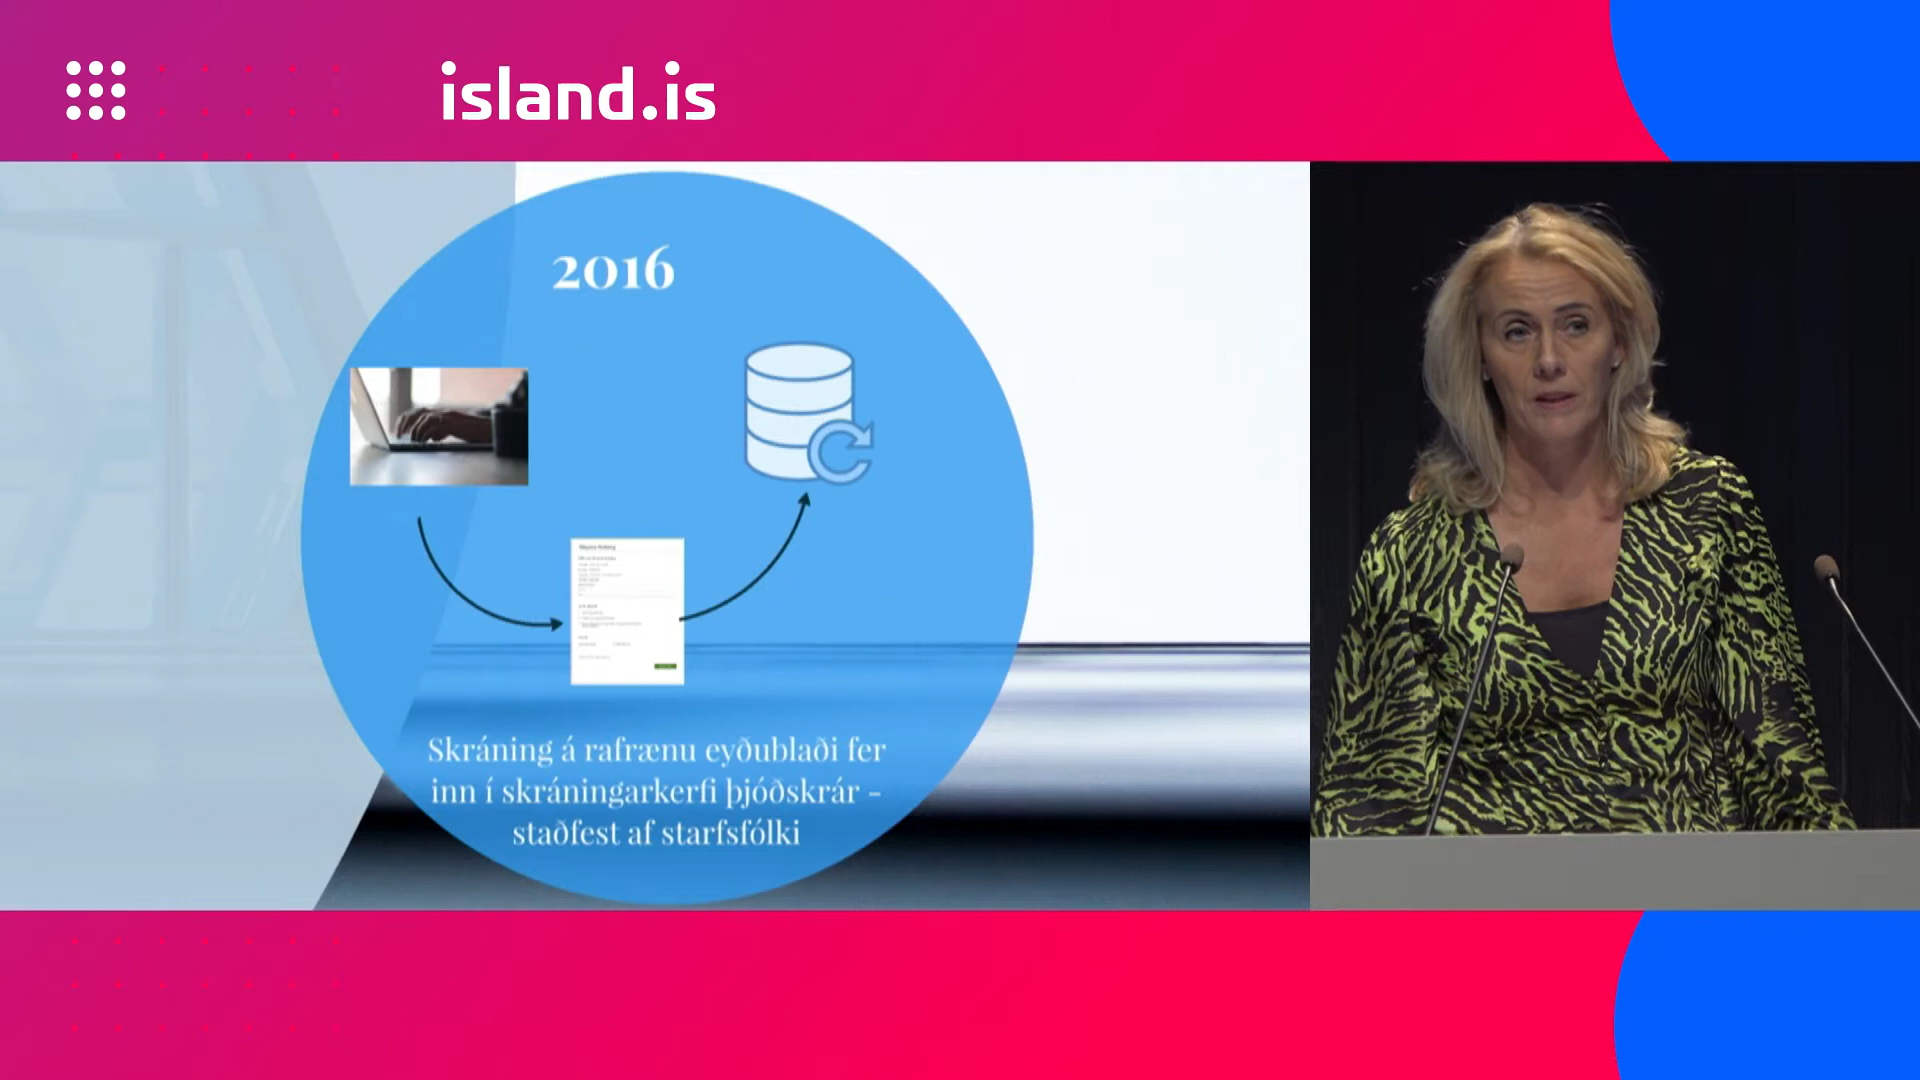 island.is
2016
Skráning á rafrænu eyðublaði fer
inn í skráningarkerfi þjóðskrár -
staðfest af starfsfólki